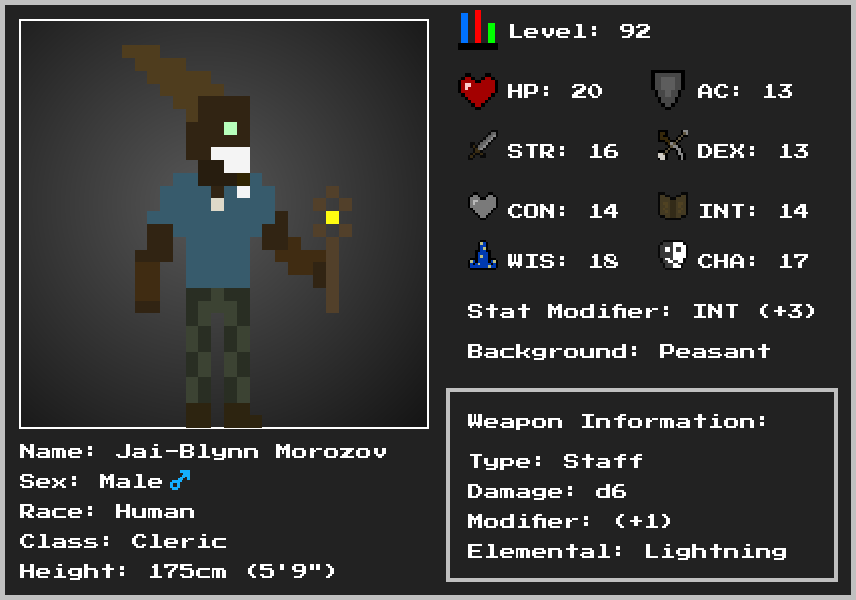 Level: 92
HP: 20
AC: 13
STR: 16
DEX: 13
CON: 14
INT: 14
WIS: 18
CHA: 17
Stat Modifier: INT (+3)
Background: Peasant
Weapon Information:
Type: Staff
Damage: d6
Modifier: (+1)
Elemental: Lightning
Name: Jai-Blynn Morozov
Sex: Male♂
Race: Human
Class: Cleric
Height: 175cm (5'9")